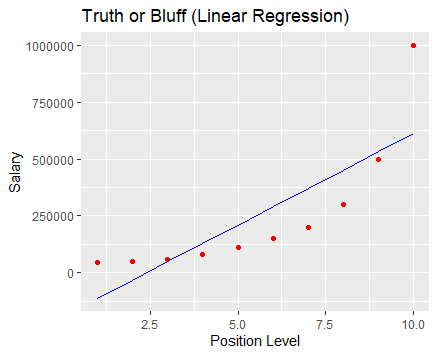 Truth or Bluff (Linear Regression)
1000000
750000
500000
250000
0
Salary
2.5 5.0 7.5 10.0
Position Level